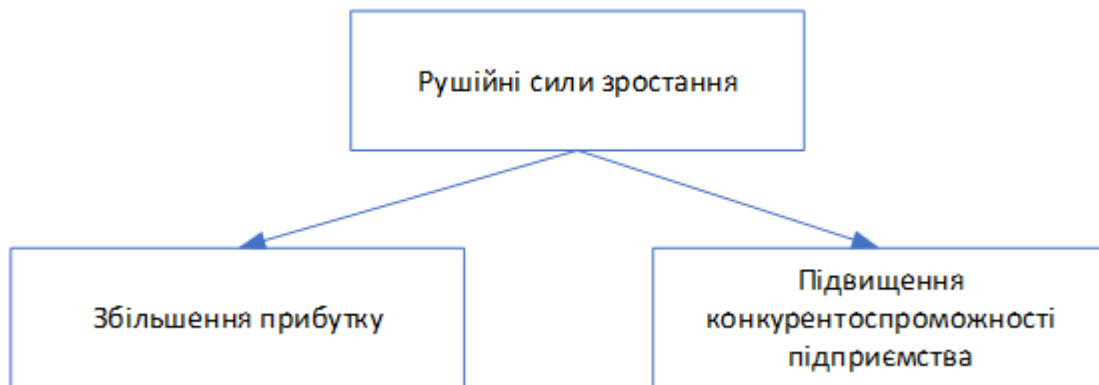 Рушійні сили зростання
Збільшення прибутку
Підвищення
конкурентоспроможності
підприємства